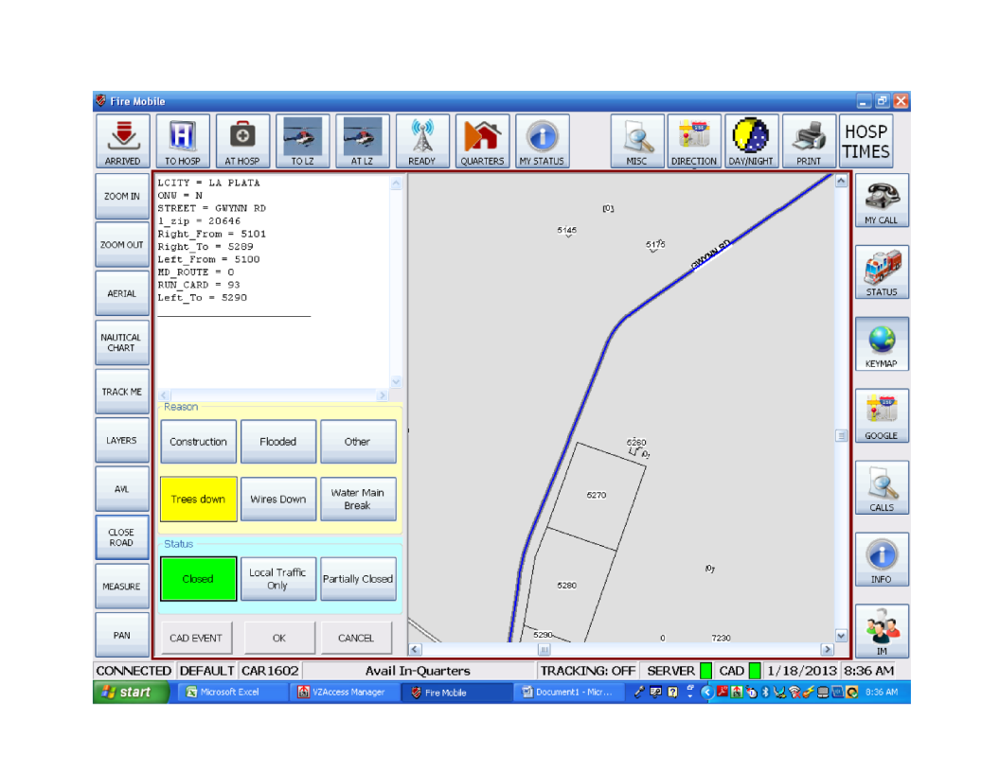 Fire Mobile
ARRIVED TO HOSP AT HOSP TO LZ AT LZ READY QUARTERS MY STATUS MISC DIRECTION DAY/NIGHT PRINT HOSP TIMES
ZOOM IN
ZOOM OUT
AERIAL
NAUTICAL
CHART
TRACK ME
LAYERS
AVL
CLOSE
ROAD
MEASURE
PAN
LCITY = LA PLATA
ONW = N
STREET = GWYNN RD
l_zip = 20646
Right_From = 5101
Right_To = 5289
Left_From = 5100
MD_ROUTE = 0
RUN_CARD = 93
Left_To = 5290
Reason
Construction Flooded Other
Trees down Wires Down Water Main Break
Status
Closed Local Traffic Only Partially Closed
CAD EVENT OK CANCEL
[0]
5145
5175
GWYNN RD
5260
5270
5280
5290
0 7230
MY CALL
STATUS
KEYMAP
GOOGLE
CALLS
INFO
IM
CONNECTED DEFAULT CAR1602 Avail In-Quarters TRACKING: OFF SERVER CAD 1/18/2013 8:36 AM
start Microsoft Excel VZAccess Manager Fire Mobile Document1 - Micr... 8:36 AM